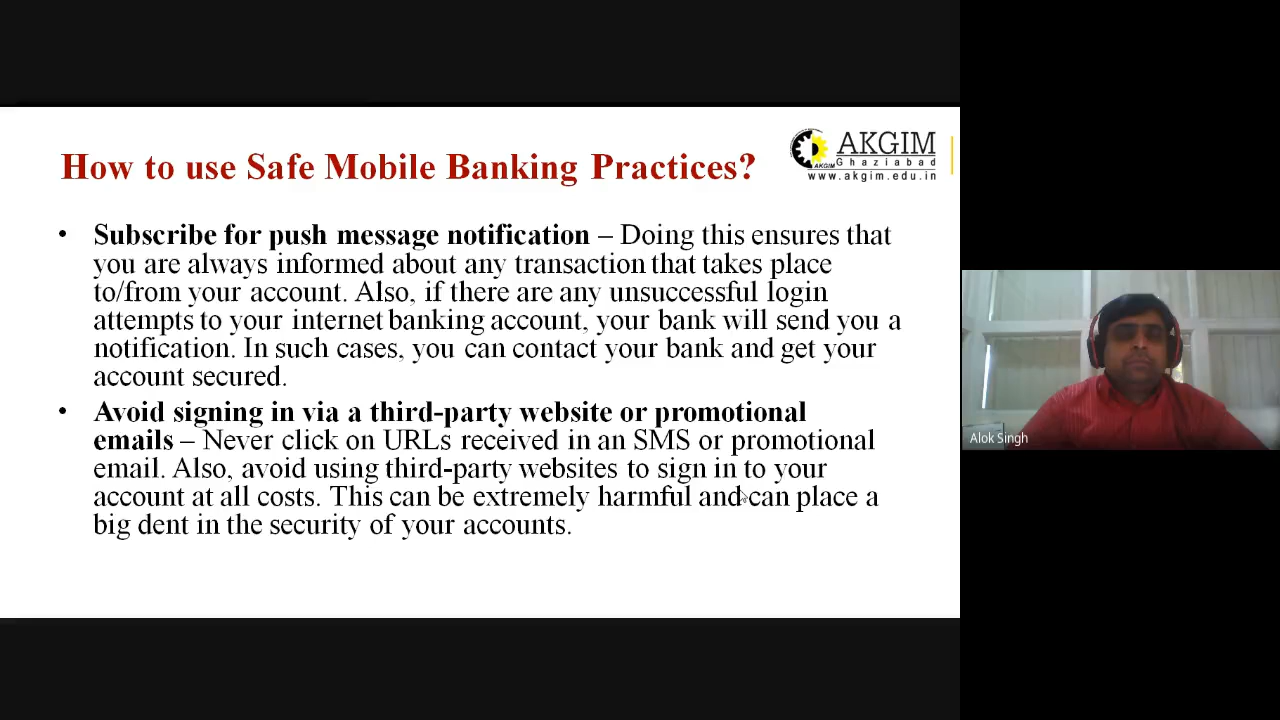 How to use Safe Mobile Banking Practices?
AKGIM
Ghaziabad
AKGIM
www.akgim.edu.in
• Subscribe for push message notification – Doing this ensures that
you are always informed about any transaction that takes place
to/from your account. Also, if there are any unsuccessful login
attempts to your internet banking account, your bank will send you a
notification. In such cases, you can contact your bank and get your
account secured.
• Avoid signing in via a third-party website or promotional
emails – Never click on URLs received in an SMS or promotional
email. Also, avoid using third-party websites to sign in to your
account at all costs. This can be extremely harmful and can place a
big dent in the security of your accounts.
Alok Singh